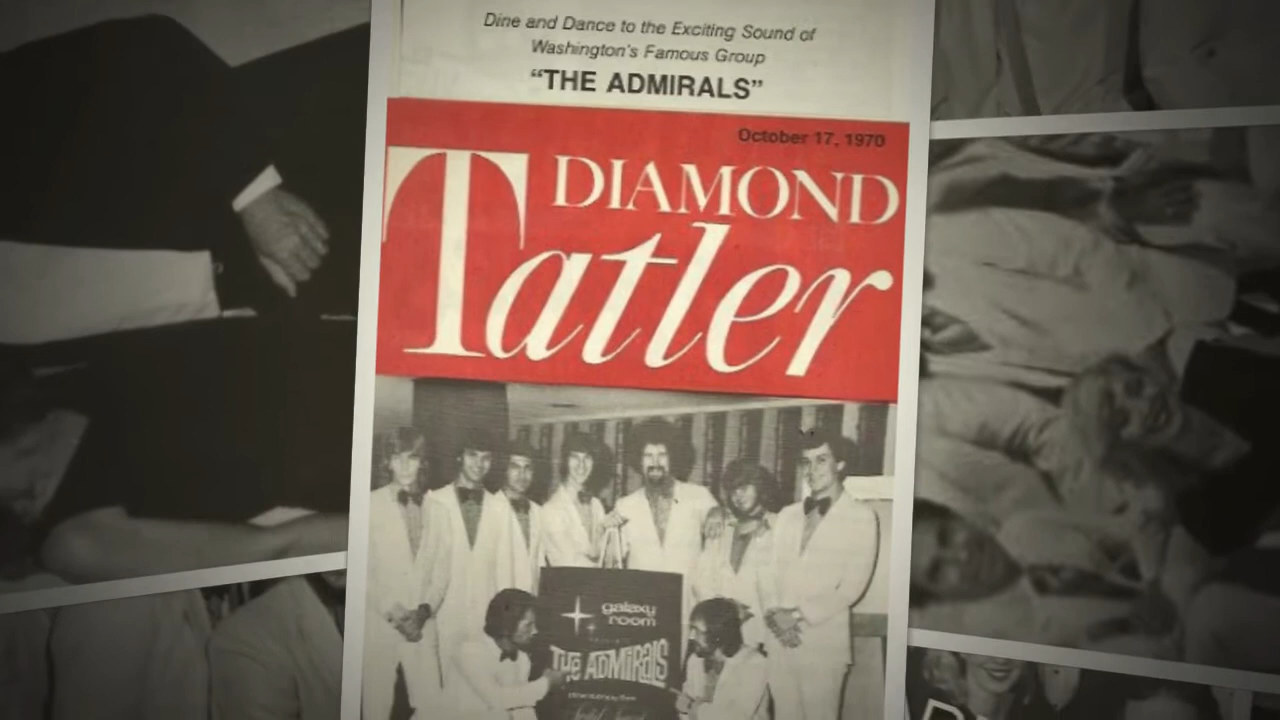 Dine and Dance to the Exciting Sound of
Washington's Famous Group
"THE ADMIRALS"
October 17, 1970
DIAMOND
Tatler
galaxy
room
THE ADMIRALS